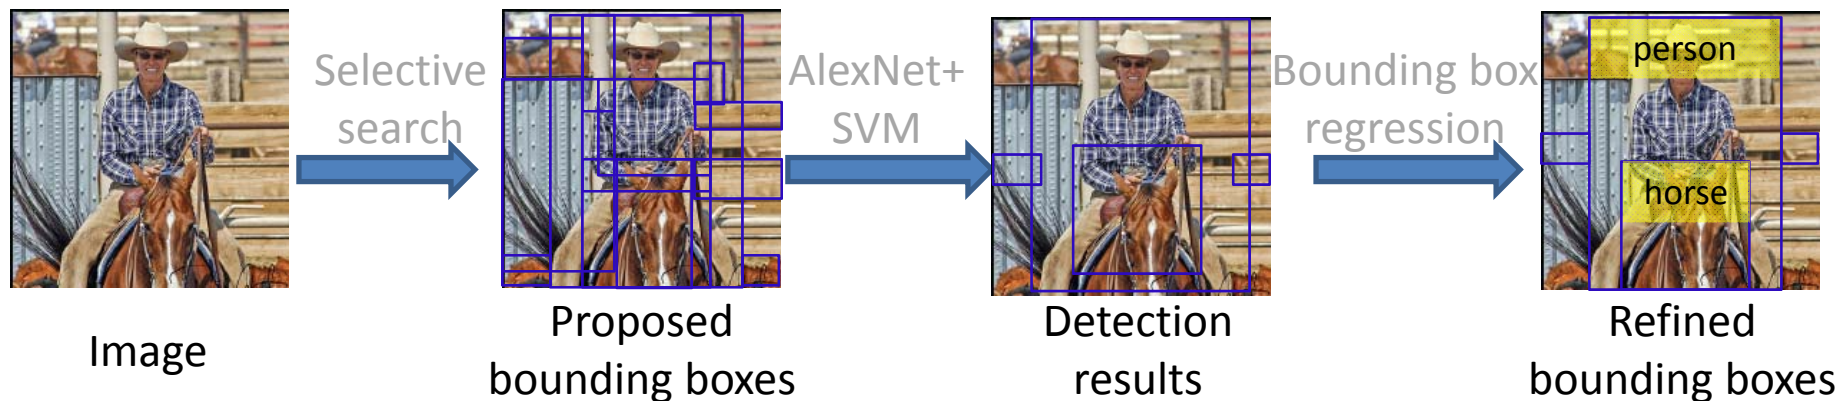 Selective
search
AlexNet+
SVM
Bounding box
regression
person
horse
Image
Proposed
bounding boxes
Detection
results
Refined
bounding boxes